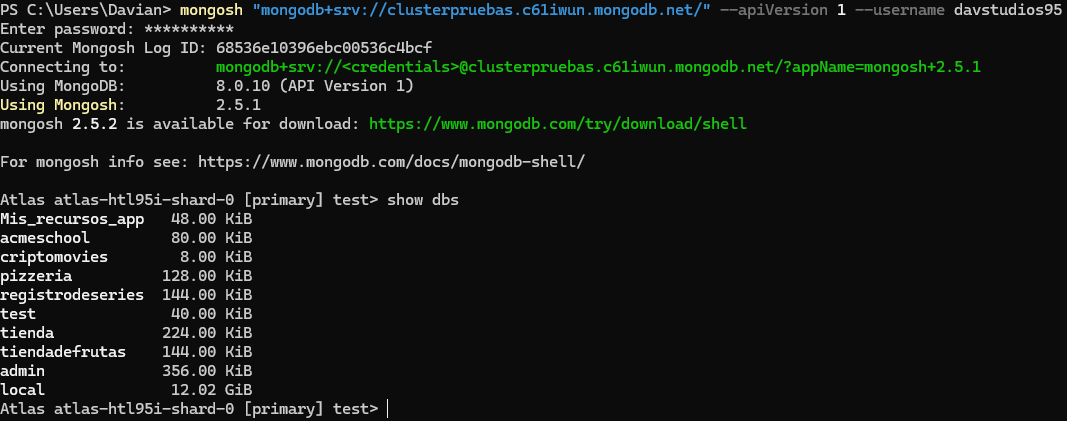 PS C:\Users\Davian> mongosh "mongodb+srv://clusterpruebas.c61iwun.mongodb.net/" --apiVersion 1 --username davstudios95
Enter password: **********
Current Mongosh Log ID: 68536e10396ebc00536c4bcf
Connecting to:          mongodb+srv://<credentials>@clusterpruebas.c61iwun.mongodb.net/?appName=mongosh+2.5.1
Using MongoDB:          8.0.10 (API Version 1)
Using Mongosh:          2.5.1
mongosh 2.5.2 is available for download: https://www.mongodb.com/try/download/shell

For mongosh info see: https://www.mongodb.com/docs/mongodb-shell/

Atlas atlas-htl95i-shard-0 [primary] test> show dbs
Mis_recursos_app   48.00 KiB
acmeschool         80.00 KiB
criptomovies        8.00 KiB
pizzeria          128.00 KiB
registrodeseries  144.00 KiB
test               40.00 KiB
tienda            224.00 KiB
tiendadefrutas    144.00 KiB
admin             356.00 KiB
local              12.02 GiB
Atlas atlas-htl95i-shard-0 [primary] test>